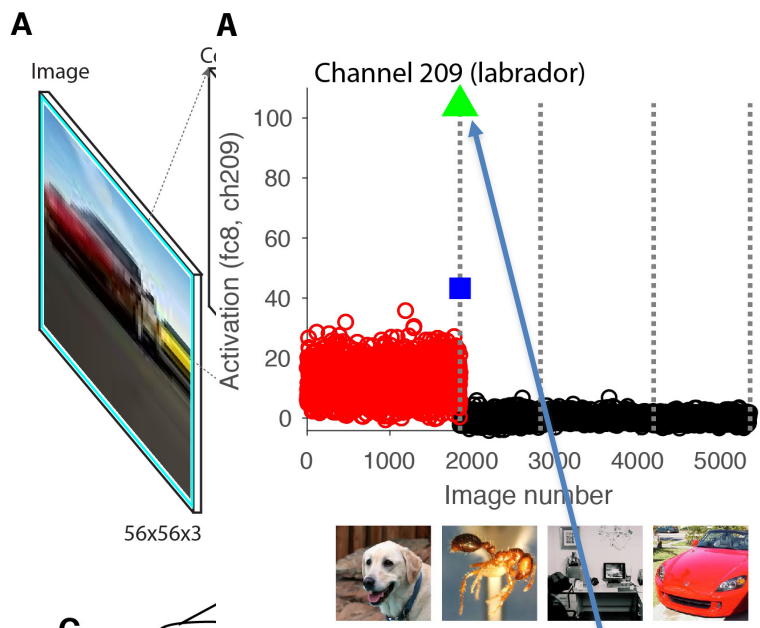 A
A
Image
Channel 209 (labrador)
Activation (fc8, ch209)
100
80
60
40
20
0
0 1000 2000 3000 4000 5000
Image number
56x56x3